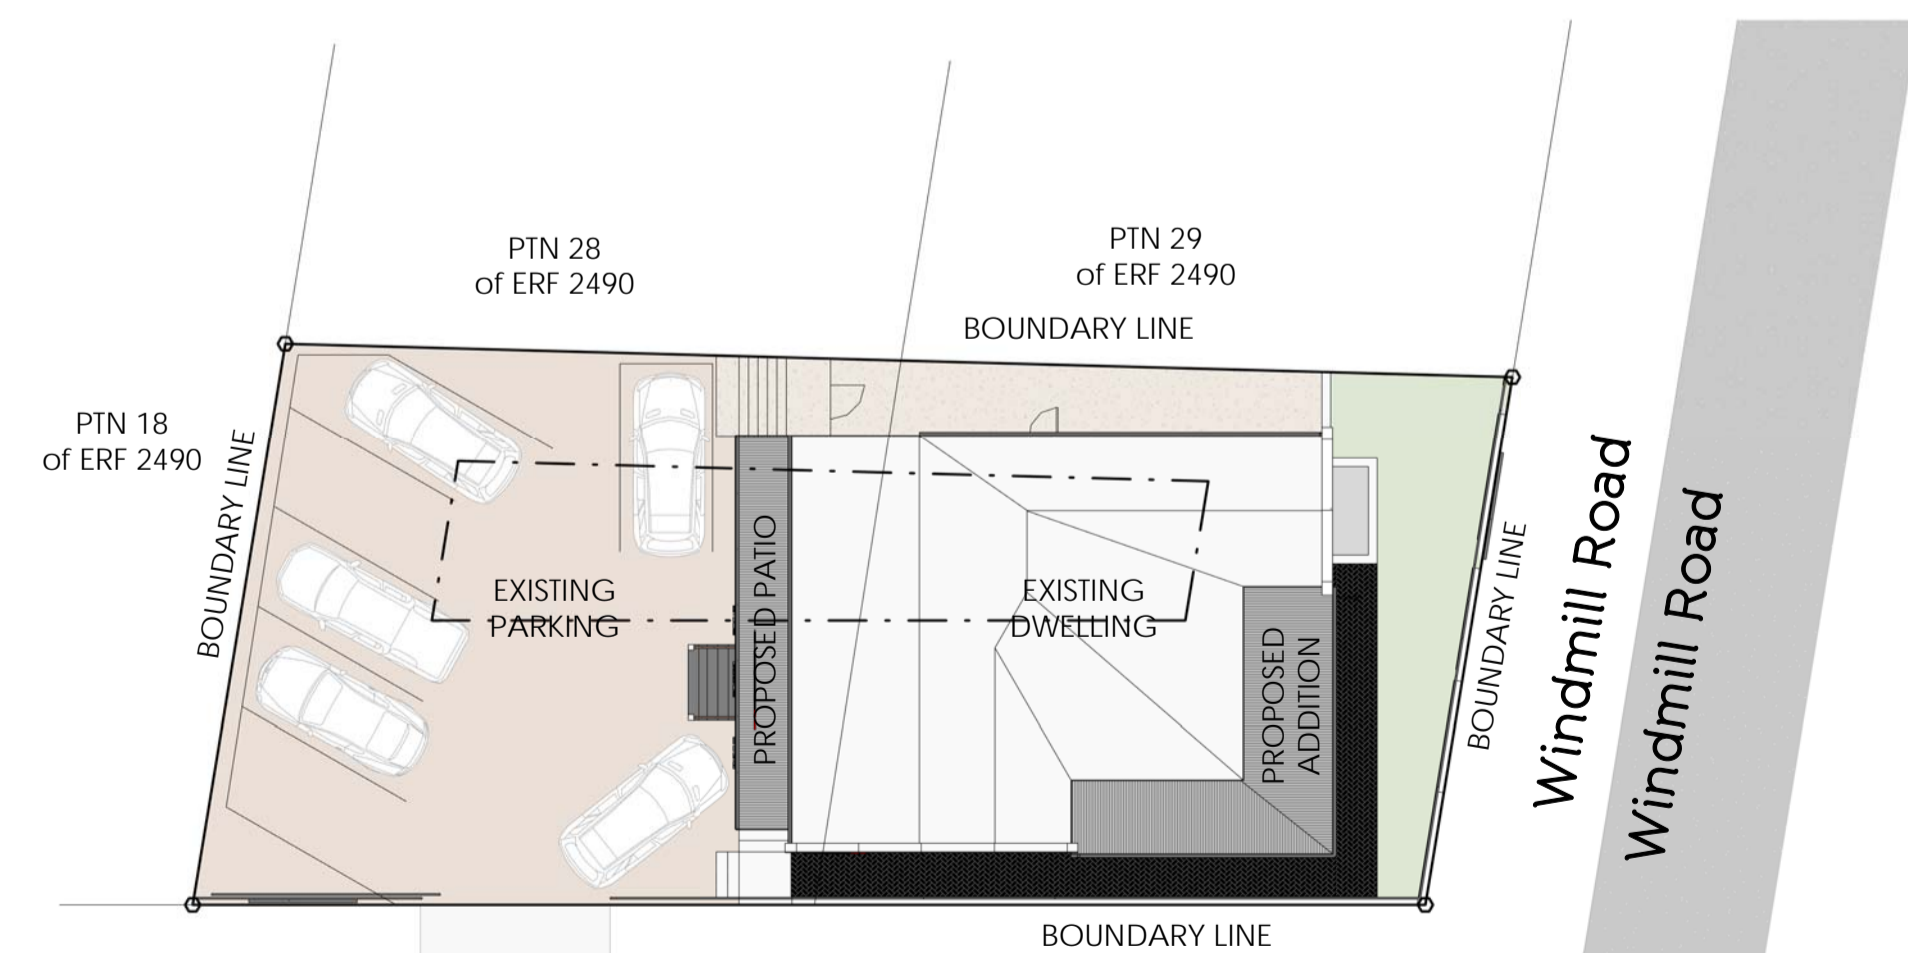 PTN 28
of ERF 2490
PTN 29
of ERF 2490
BOUNDARY LINE
PTN 18
of ERF 2490
BOUNDARY LINE
EXISTING
PARKING
PROPOSED PATIO
EXISTING
DWELLING
PROPOSED
ADDITION
BOUNDARY LINE
Windmill Road
Windmill Road
BOUNDARY LINE